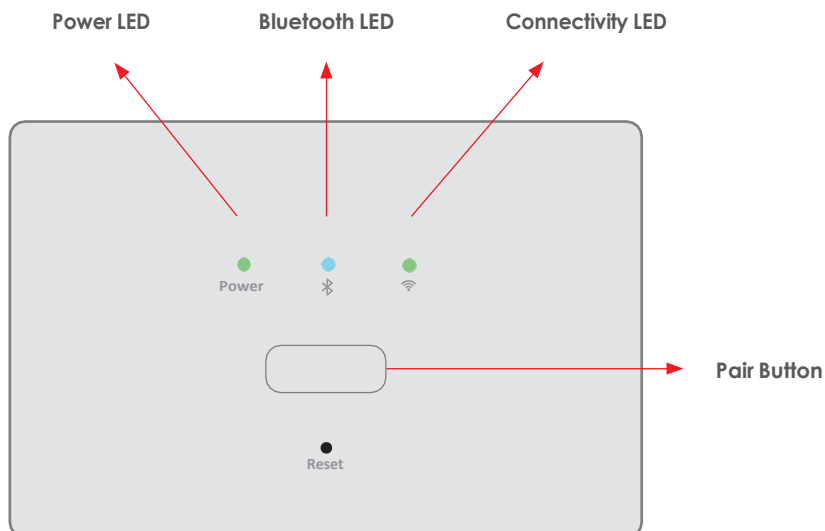 Power LED
Bluetooth LED
Connectivity LED
Power
Pair Button
Reset